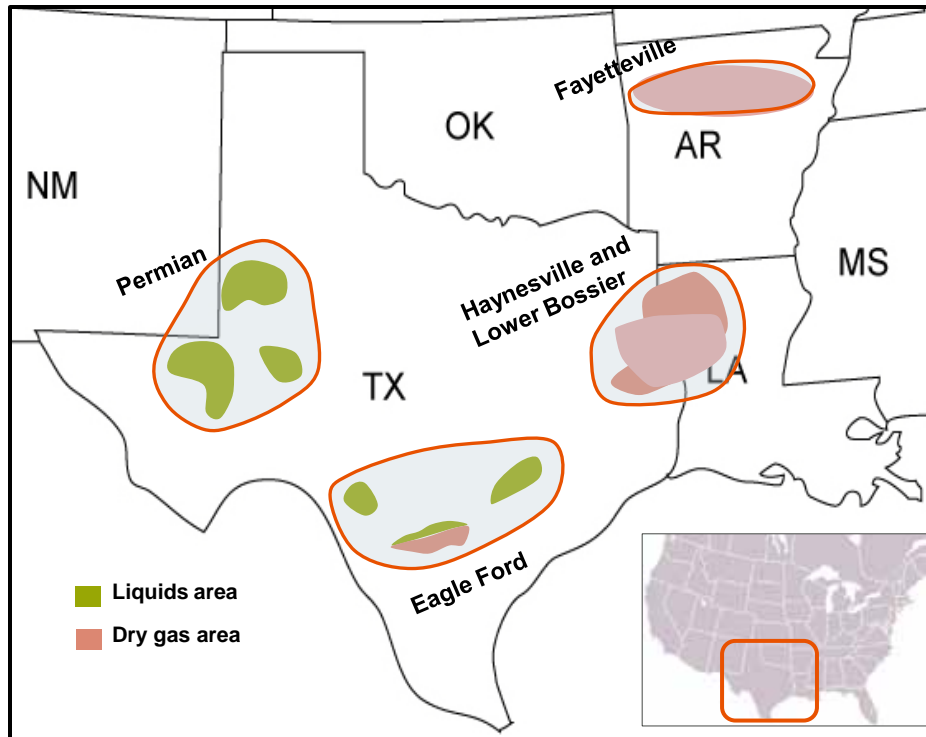 Fayetteville
OK
AR
NM
MS
Permian
Haynesville and
Lower Bossier
LA
TX
Eagle Ford
Liquids area
Dry gas area